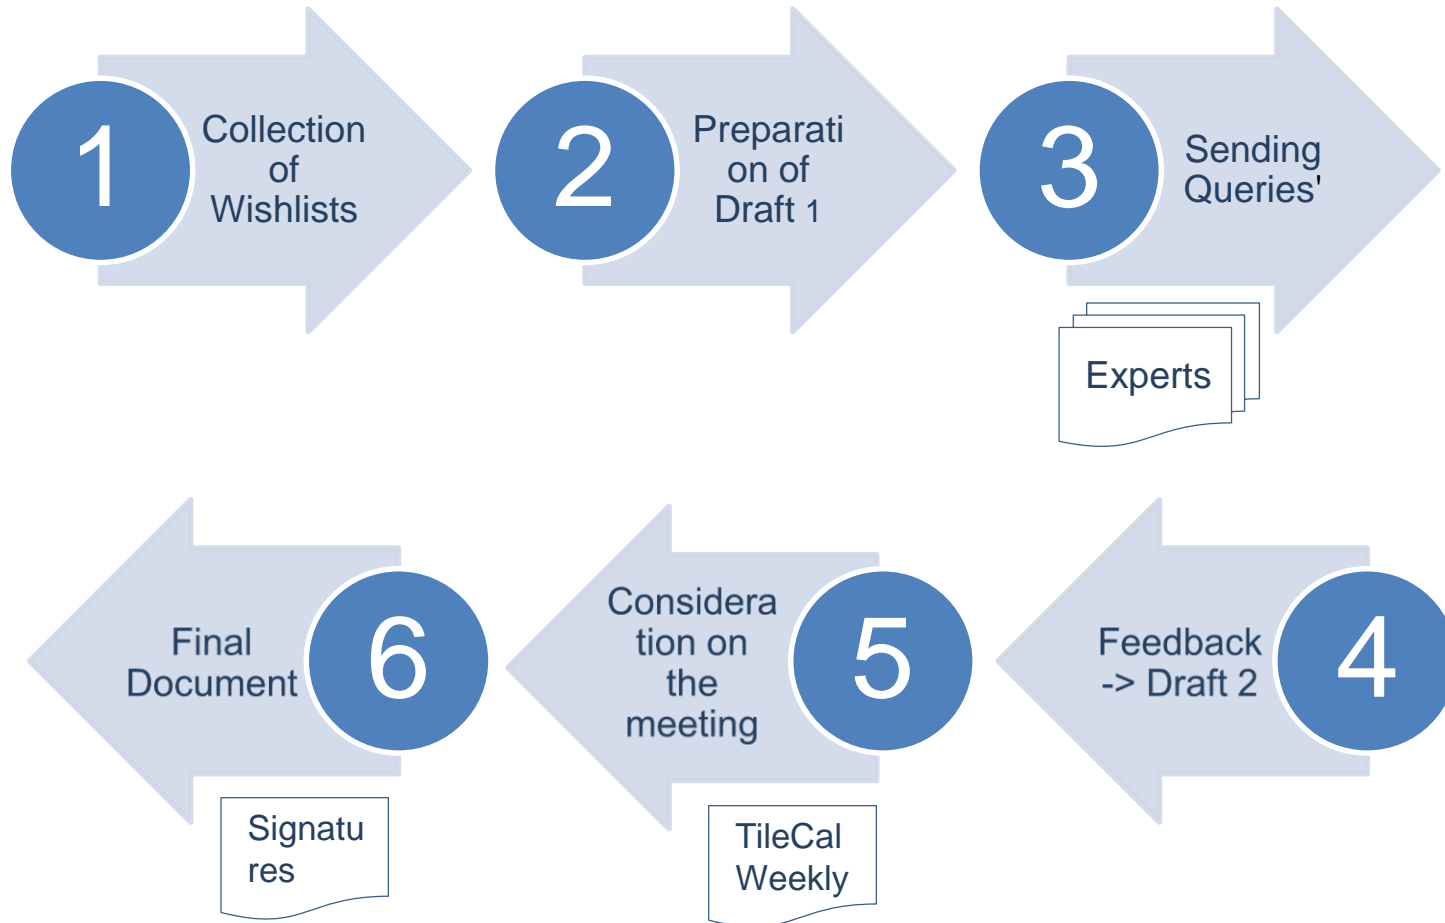 1
Collection
of
Wishlists
2
Preparati
on of
Draft 1
3
Sending
Queries'
Experts
4
Feedback
-> Draft 2
5
Considera
tion on
the
meeting
TileCal
Weekly
6
Final
Document
Signatu
res